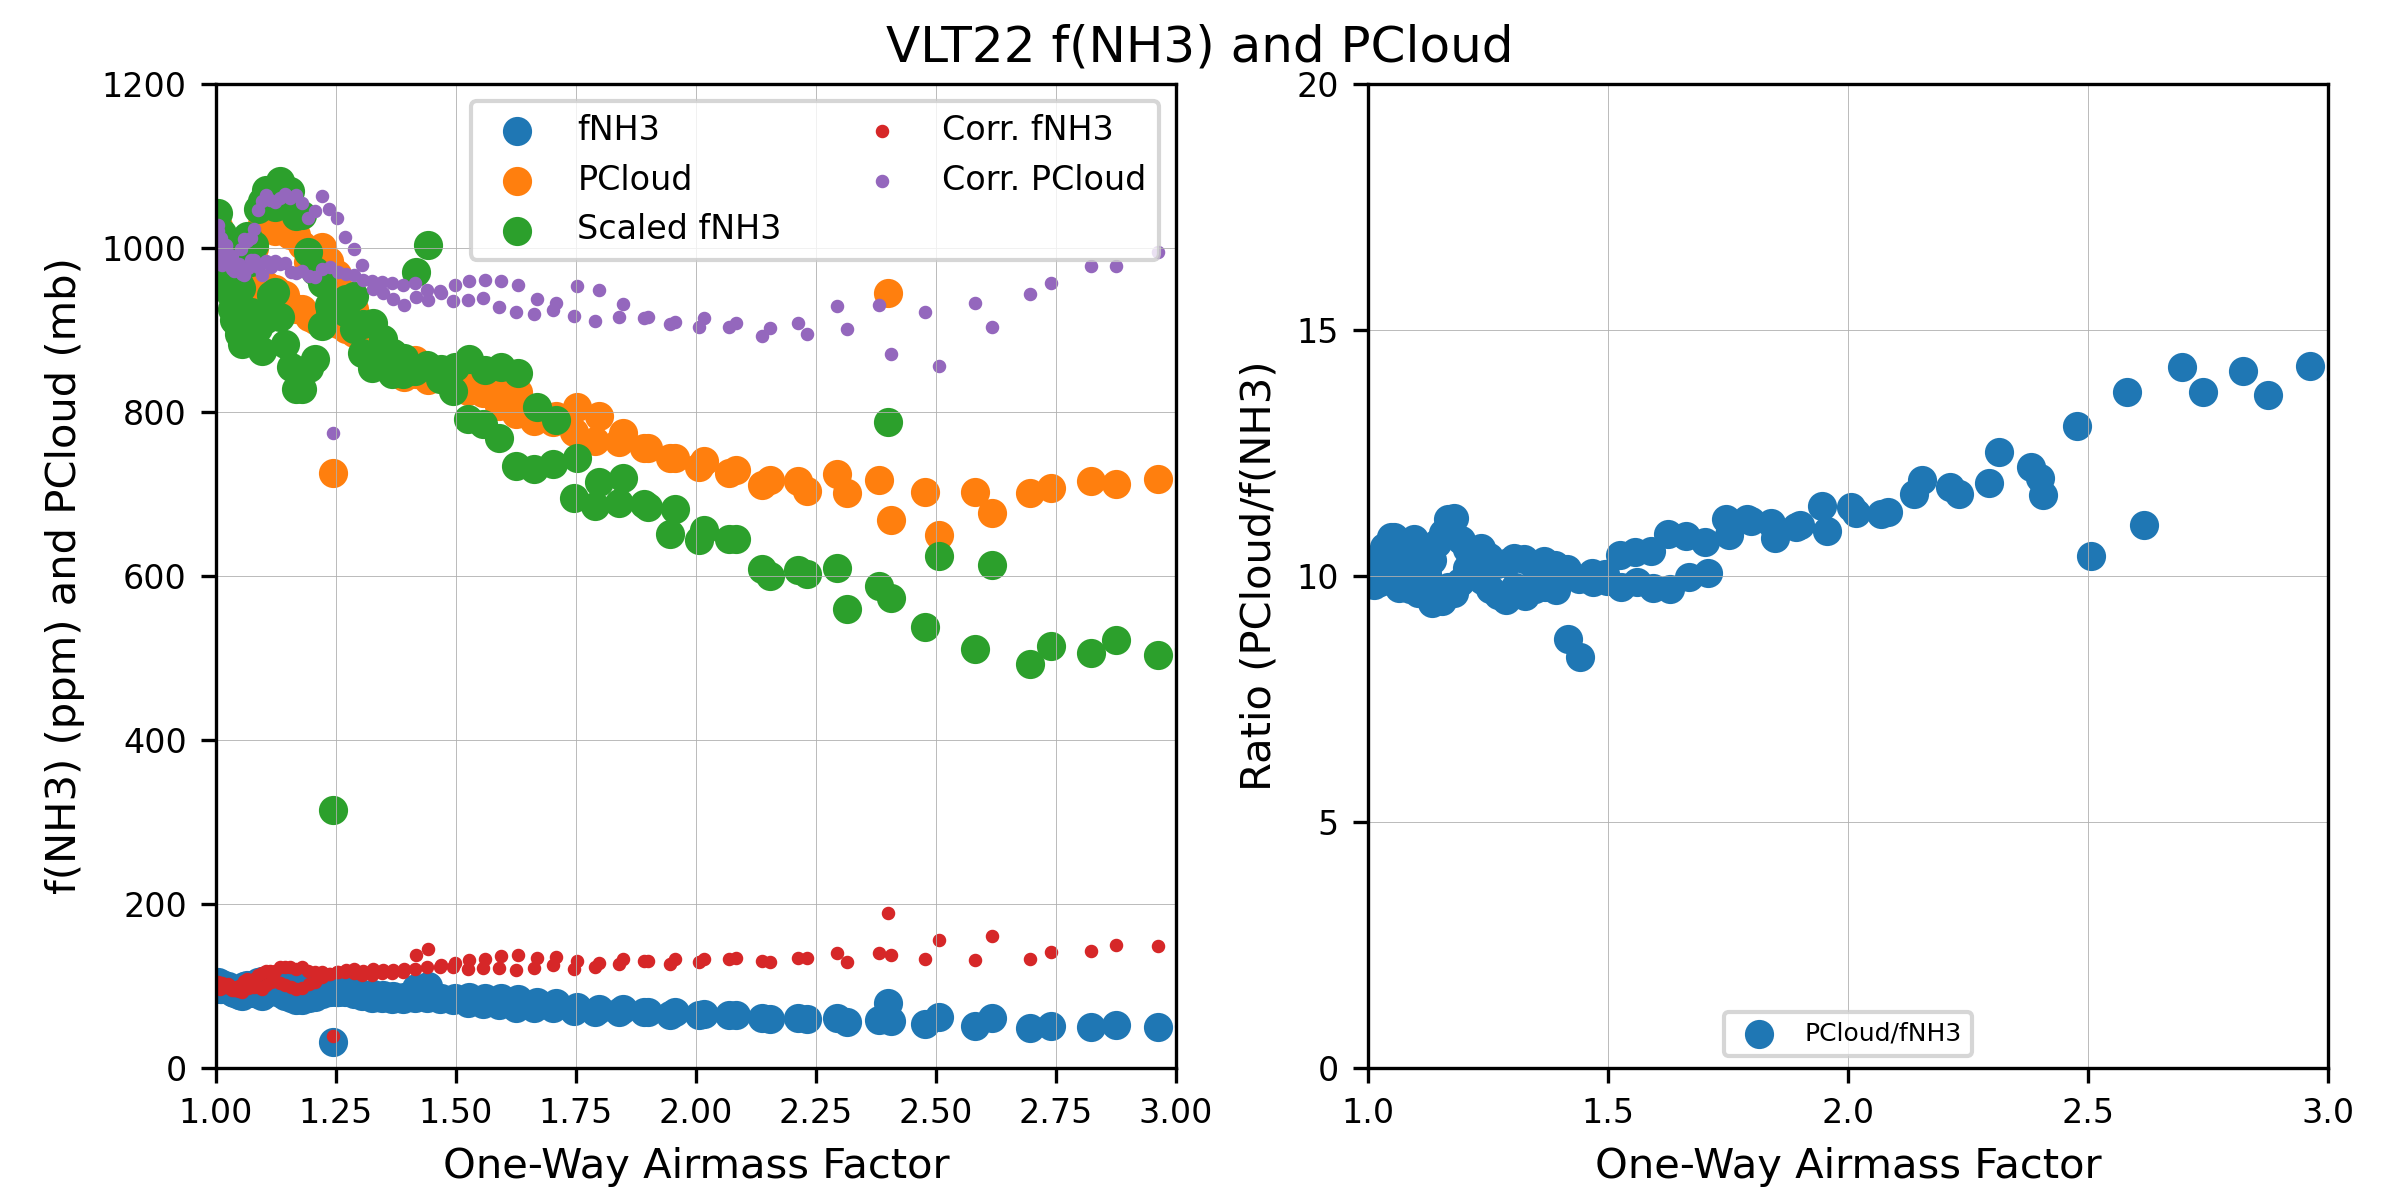 VLT22 f(NH3) and PCloud
f(NH3) (ppm) and PCloud (mb)
1200
1000
800
600
400
200
0
fNH3
PCloud
Scaled fNH3
Corr. fNH3
Corr. PCloud
1.00 1.25 1.50 1.75 2.00 2.25 2.50 2.75 3.00
One-Way Airmass Factor
Ratio (PCloud/f(NH3)
20
15
10
5
0
PCloud/fNH3
1.0 1.5 2.0 2.5 3.0
One-Way Airmass Factor